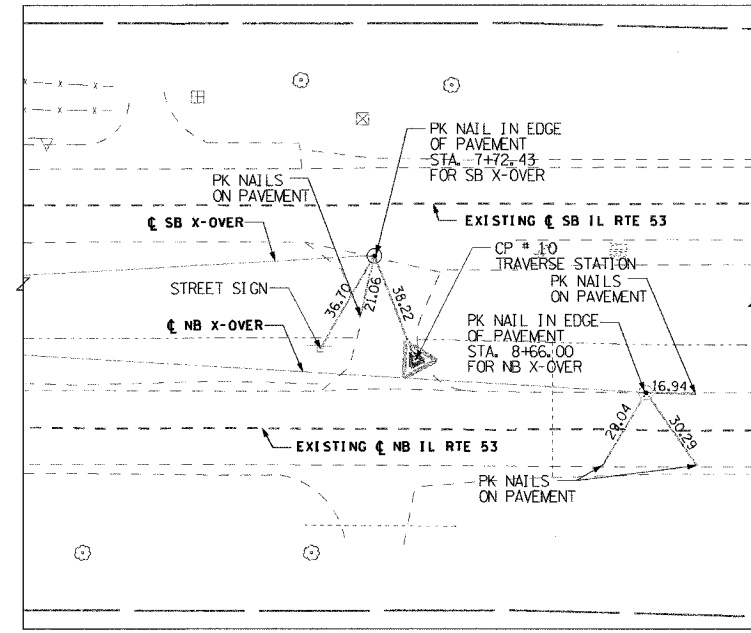 PK NAIL IN EDGE
OF PAVEMENT
STA. 7+72.43
FOR SB X-OVER
PK NAILS
ON PAVEMENT
℄ SB X-OVER
EXISTING ℄ SB IL RTE 53
CP # 10
TRAVERSE STATION
PK NAILS
ON PAVEMENT
STREET SIGN
36.70
21.06
38.22
℄ NB X-OVER
PK NAIL IN EDGE
OF PAVEMENT
STA. 8+66.00
FOR NB X-OVER
16.94
28.04
30.29
EXISTING ℄ NB IL RTE 53
PK NAILS
ON PAVEMENT